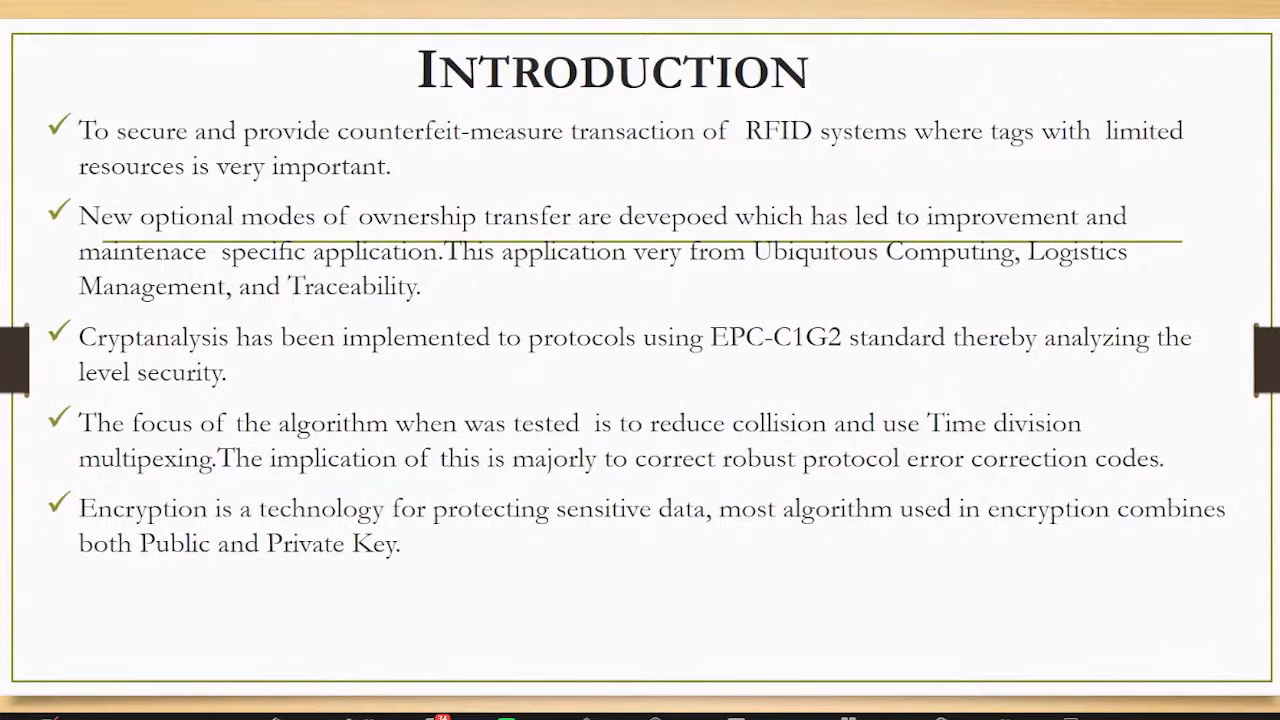 INTRODUCTION
To secure and provide counterfeit-measure transaction of RFID systems where tags with limited
resources is very important.
New optional modes of ownership transfer are devepoed which has led to improvement and
maintenace specific application.This application very from Ubiquitous Computing, Logistics
Management, and Traceability.
Cryptanalysis has been implemented to protocols using EPC-C1G2 standard thereby analyzing the
level security.
The focus of the algorithm when was tested is to reduce collision and use Time division
multipexing.The implication of this is majorly to correct robust protocol error correction codes.
Encryption is a technology for protecting sensitive data, most algorithm used in encryption combines
both Public and Private Key.
34